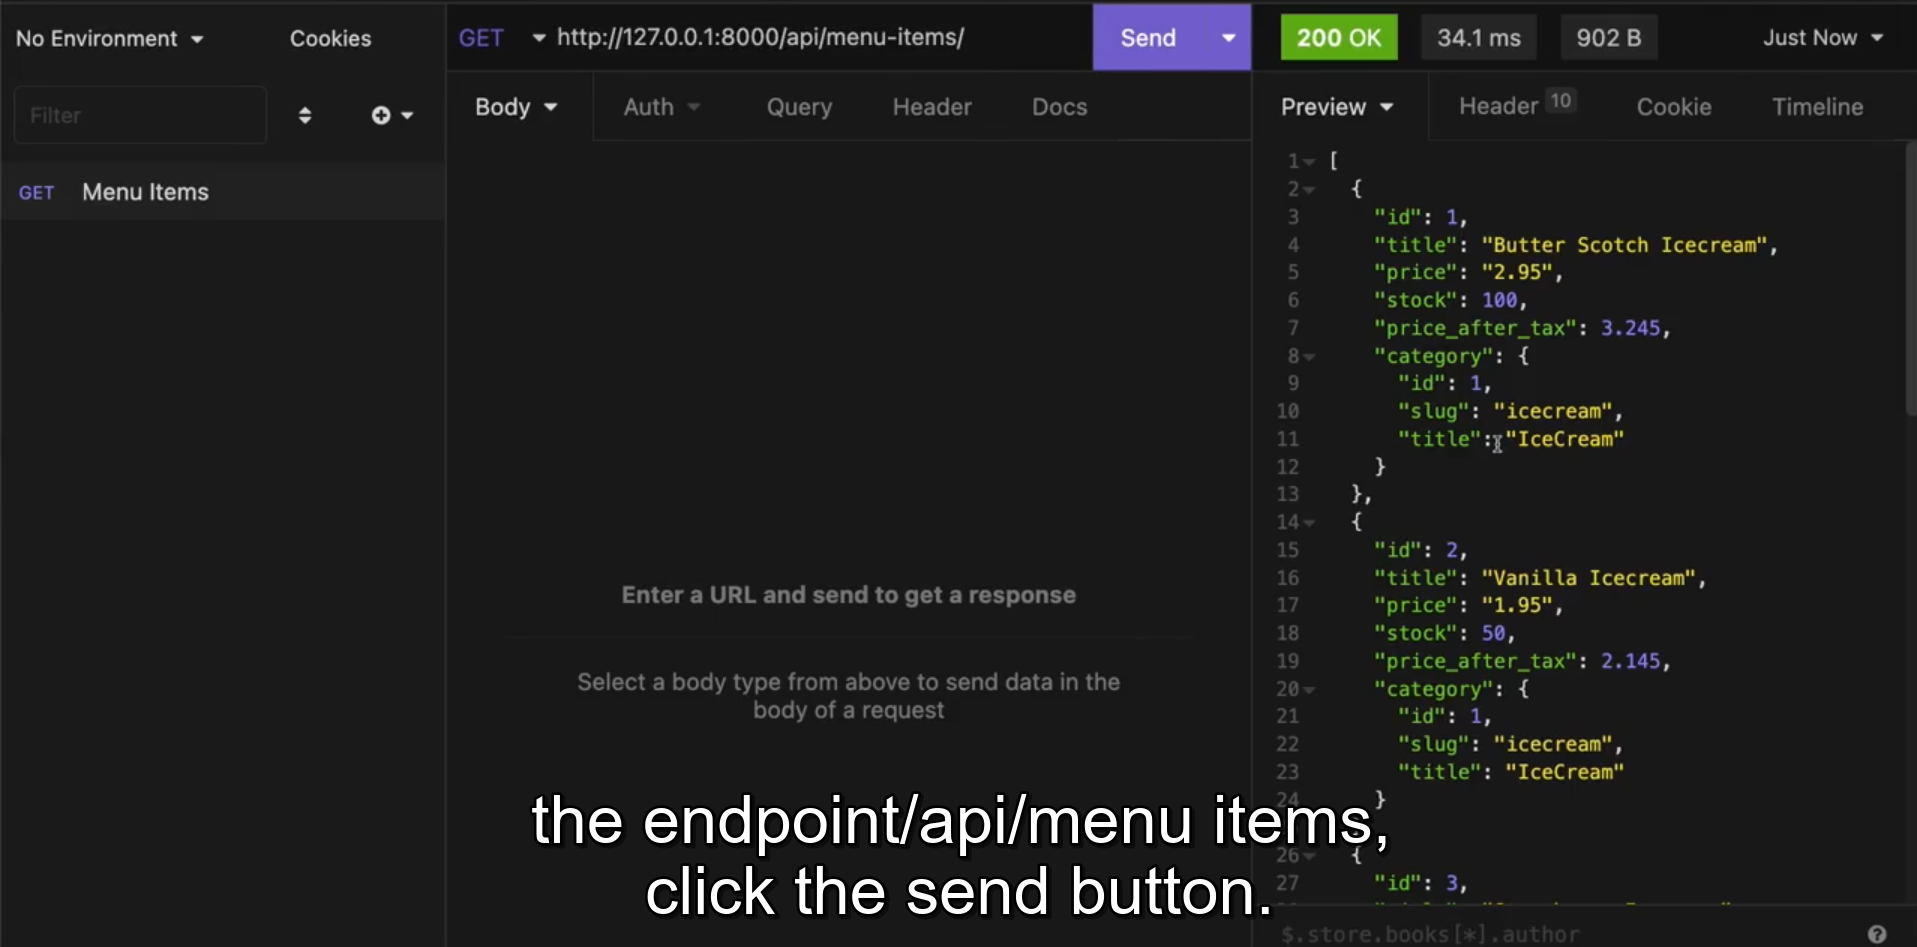 No Environment
Cookies
GET
http://127.0.0.1:8000/api/menu-items/
Send
200 OK
34.1 ms
902 B
Just Now
Filter
Body
Auth
Query
Header
Docs
Preview
Header 10
Cookie
Timeline
GET Menu Items
Enter a URL and send to get a response
Select a body type from above to send data in the
body of a request
1 [
2 {
3 "id": 1,
4 "title": "Butter Scotch Icecream",
5 "price": "2.95",
6 "stock": 100,
7 "price_after_tax": 3.245,
8 "category": {
9 "id": 1,
10 "slug": "icecream",
11 "title": "IceCream"
12 }
13 },
14 {
15 "id": 2,
16 "title": "Vanilla Icecream",
17 "price": "1.95",
18 "stock": 50,
19 "price_after_tax": 2.145,
20 "category": {
21 "id": 1,
22 "slug": "icecream",
23 "title": "IceCream"
24 }
26 {
27 "id": 3,
$.store.books[*].author
the endpoint/api/menu items,
click the send button.